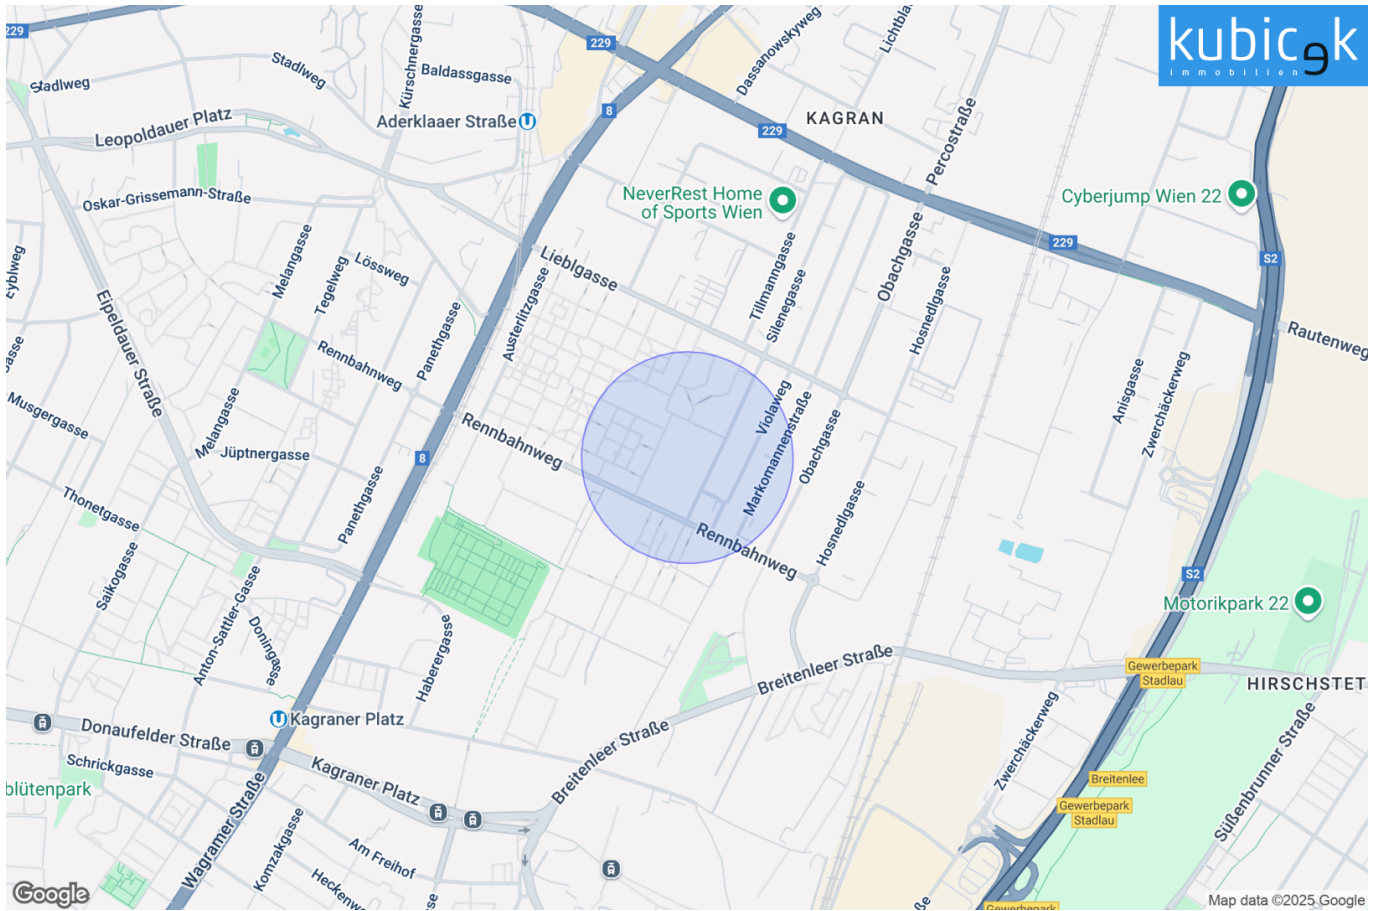 229
229
kubicek
immobilien
Stadlweg
Stadlweg
Kürschnergasse
Baldassgasse
Dassanowskyweg
Lichtbla
Leopoldauer Platz
Aderklaaer Straße
8
229
KAGRAN
Percostraße
Oskar-Grissemann-Straße
NeverRest Home
of Sports Wien
Cyberjump Wien 22
Eyblweg
Melangasse
Tegelweg
Lössweg
Lieblgasse
Tillmanngasse
Silenegasse
Obachgasse
Hosnedlgasse
229
S2
Eipeldauer Straße
Panethgasse
Austerlitzgasse
Rautenweg
gasse
Rennbahnweg
Anisgasse
Zwerchäckerweg
Musgergasse
Melangasse
Jüptnergasse
Rennbahnweg
8
Violaweg
Markomannenstraße
Obachgasse
Thonetgasse
Panethgasse
Hosnedlgasse
Rennbahnweg
Saikogasse
Anton-Sattler-Gasse
Doningasse
Haberergasse
S2
Motorikpark 22
Breitenleer Straße
Gewerbepark
Stadlau
HIRSCHSTET
Kagraner Platz
Donaufelder Straße
Schrickgasse
blütenpark
Kagraner Platz
Breitenleer Straße
Zwerchäckerweg
Süßenbrunner Straße
Breitenlee
Gewerbepark
Stadlau
Wagramer Straße
Komzakgasse
Am Freihof
Heckenw
Google
Gewerbepark
Map data ©2025 Google